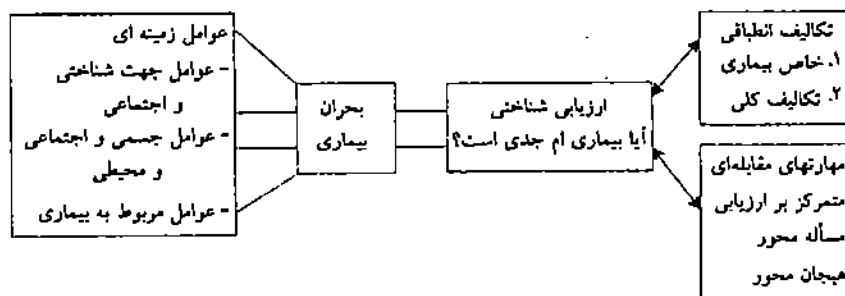 عوامل زمینه ای
- عوامل جهت شناختی
و اجتماعی
- عوامل جسمی و اجتماعی
و محیطی
- عوامل مربوط به بیماری
بحران
بیماری
ارزیابی شناختی
آیا بیماری ام جدی است؟
تکالیف انطباقی
۱. خاص بیماری
۲. تکالیف کلی
مهارتهای مقابله‌ای
متمرکز بر ارزیابی
مسأله محور
هیجان محور